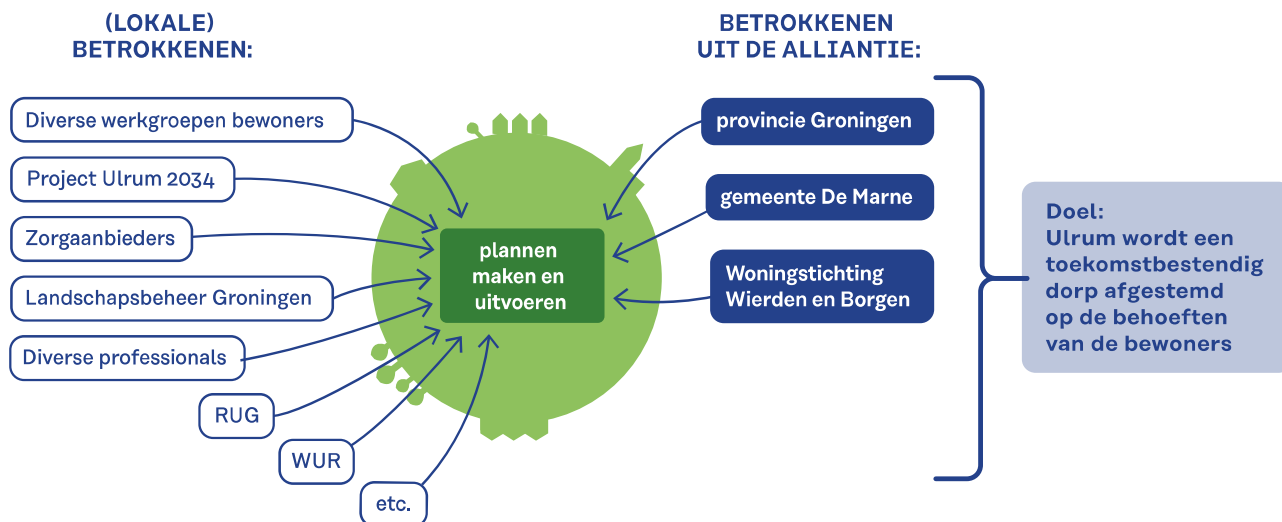 (LOKALE)
BETROKKENEN:
Diverse werkgroepen bewoners
Project Ulrum 2034
Zorgaanbieders
Landschapsbeheer Groningen
Diverse professionals
RUG
WUR
etc.
plannen
maken en
uitvoeren
BETROKKENEN
UIT DE ALLIANTIE:
provincie Groningen
gemeente De Marne
Woningstichting
Wierden en Borgen
Doel:
Ulrum wordt een
toekomstbestendig
dorp afgestemd
op de behoeften
van de bewoners